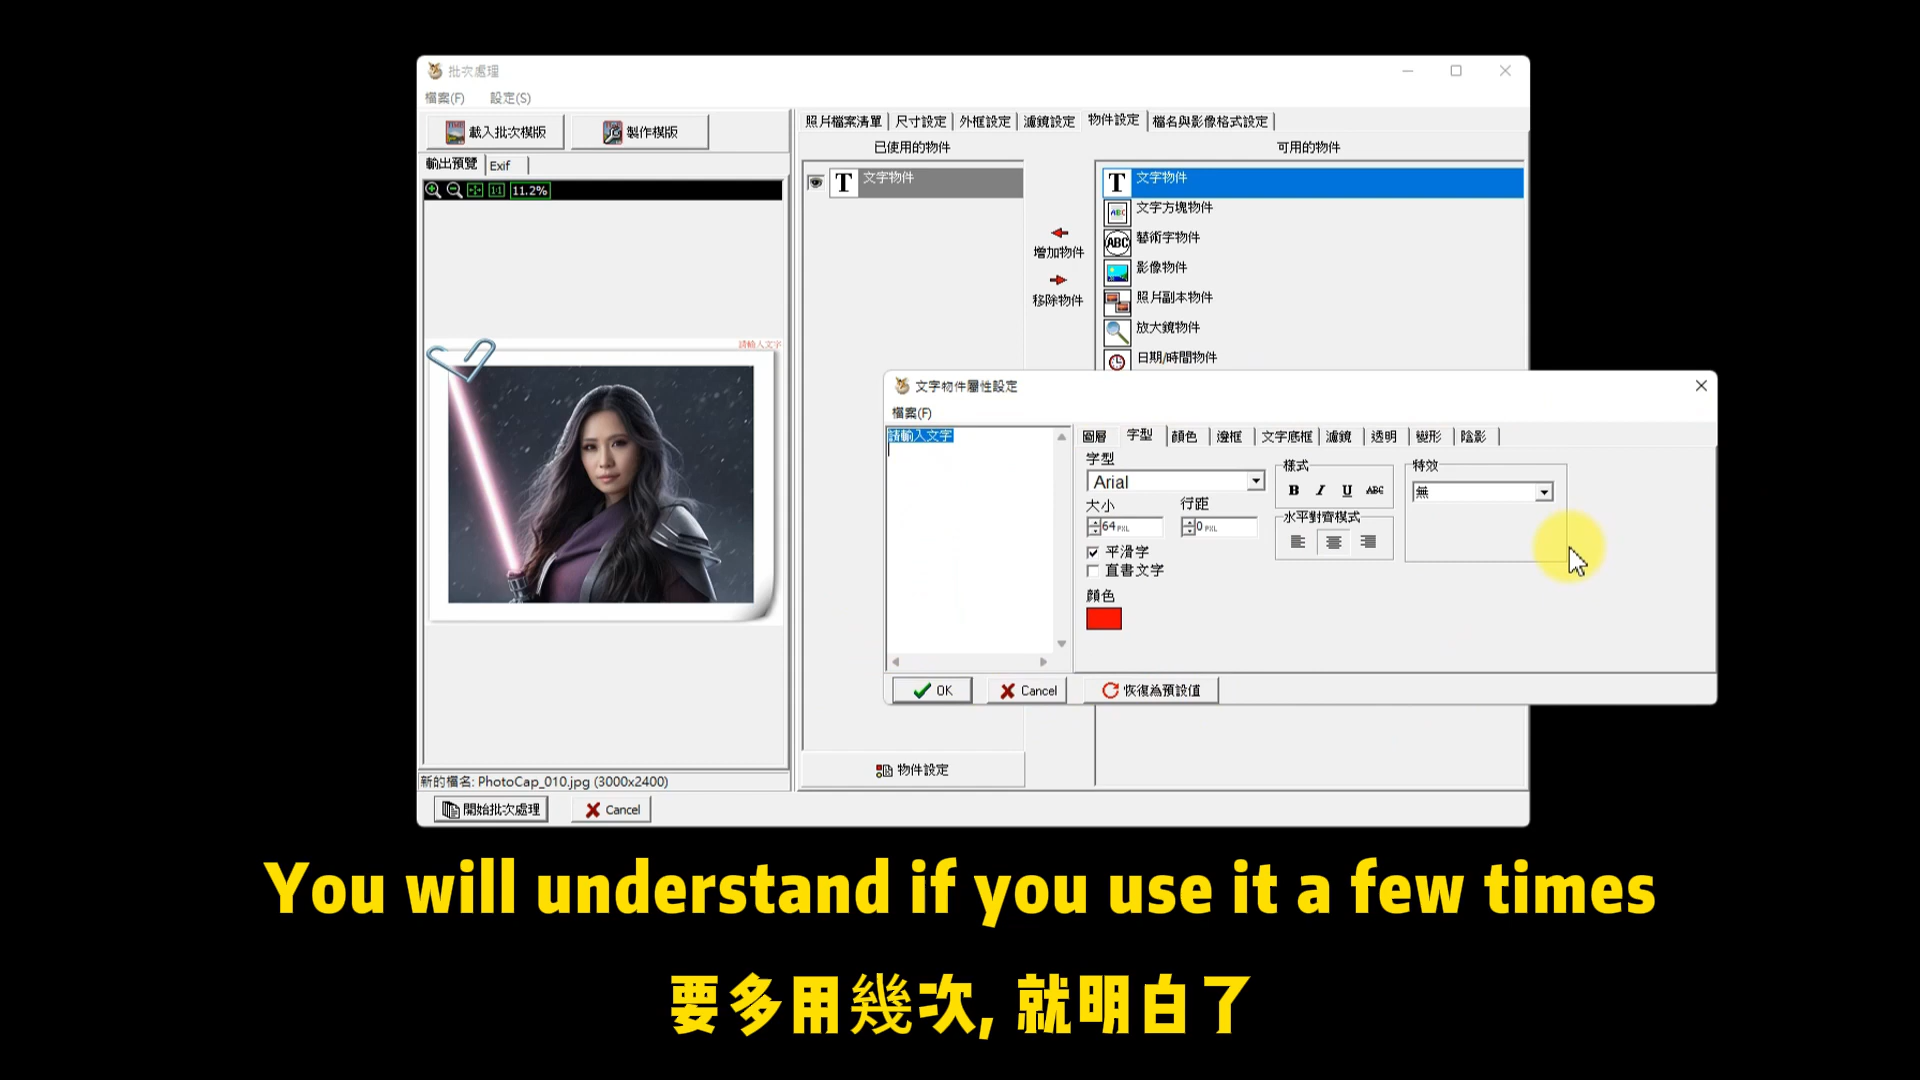 批次處理
檔案(F) 設定(S)
載入批次模版 製作模版
輸出預覽 Exif
11.2%
請輸入文字
新的檔名: PhotoCap_010.jpg (3000x2400)
開始批次處理 Cancel
照片檔案清單 尺寸設定 外框設定 濾鏡設定 物件設定 檔名與影像格式設定
已使用的物件
T 文字物件
增加物件
移除物件
物件設定
可用的物件
T 文字物件
ABC 文字方塊物件
ABC 藝術字物件
影像物件
照片副本物件
放大鏡物件
日期/時間物件
文字物件屬性設定
檔案(F)
請輸入文字
圖層 字型 顏色 邊框 文字底框 濾鏡 透明 變形 陰影
字型
Arial
大小 行距
64 PXL 0 PXL
平滑字
直書文字
顏色
樣式
B I U ABC
水平對齊模式
特效
無
OK Cancel 恢復為預設值
You will understand if you use it a few times
要多用幾次, 就明白了